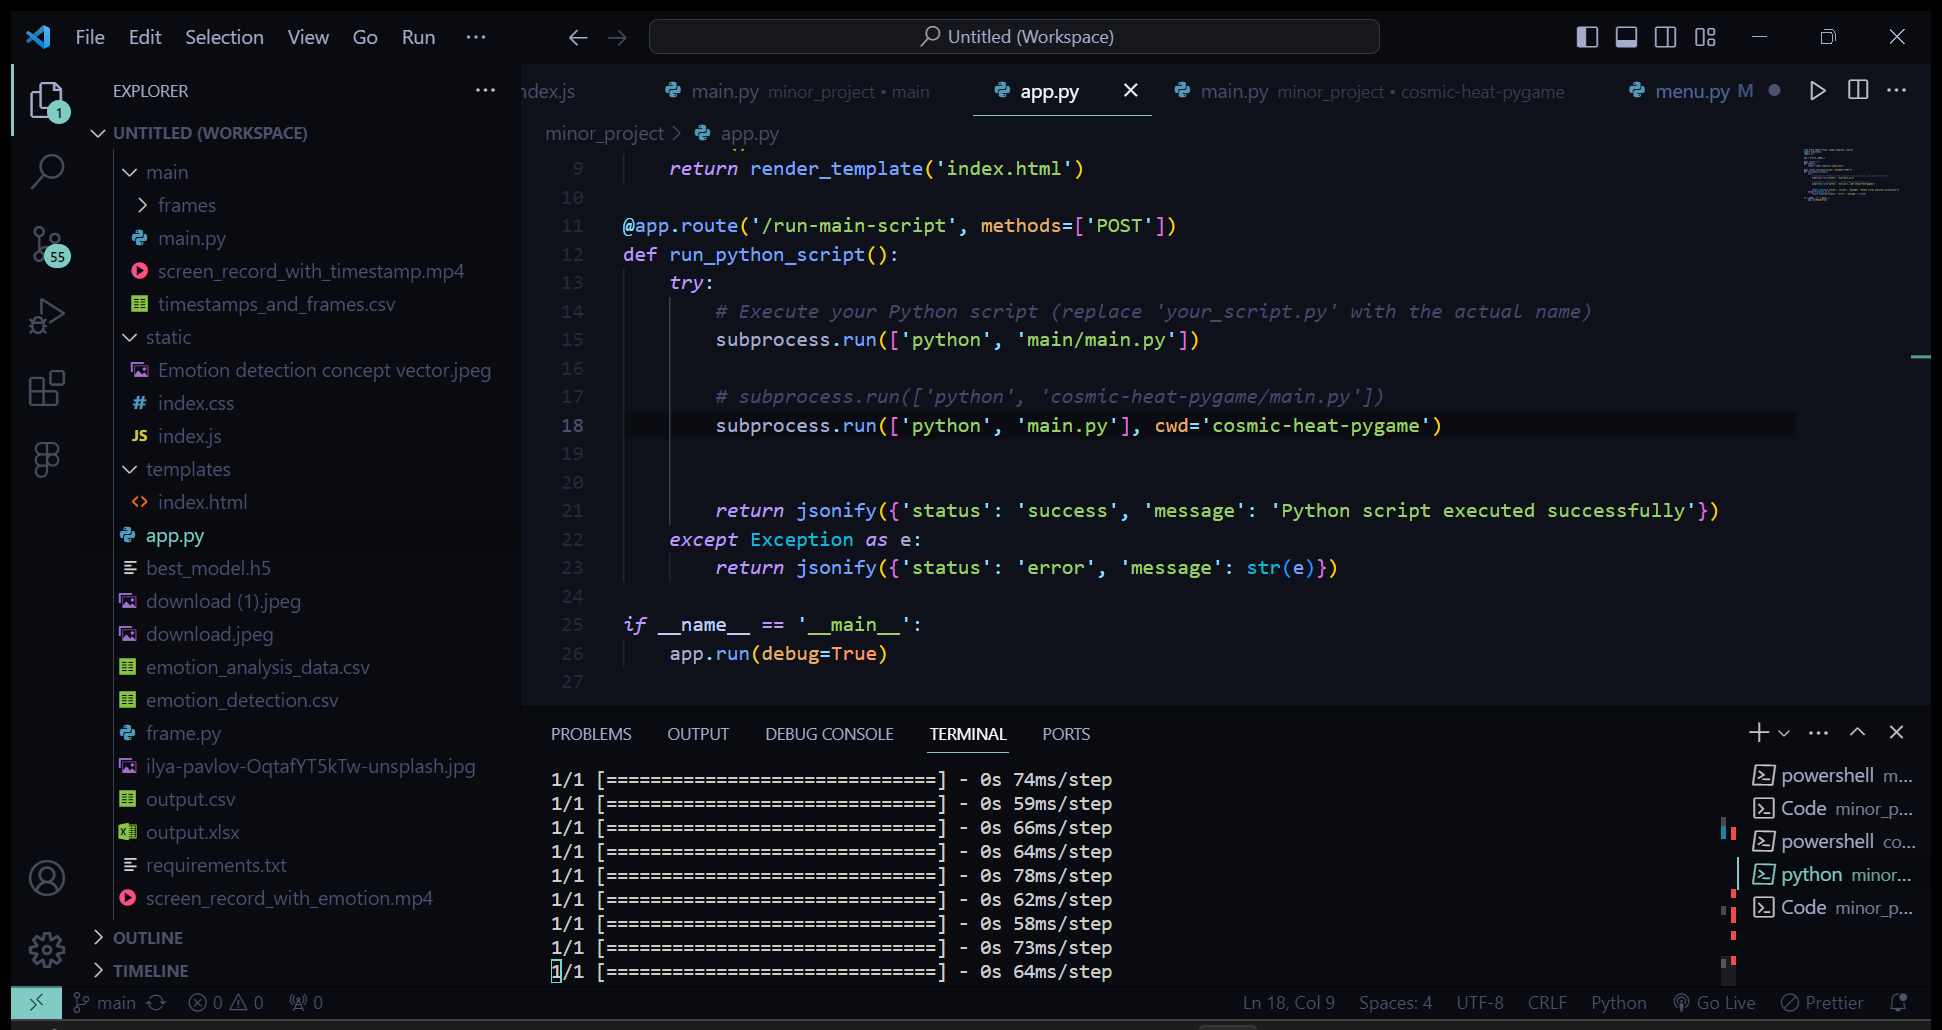 File Edit Selection View Go Run ···
Untitled (Workspace)
EXPLORER
UNTITLED (WORKSPACE)
main
frames
main.py
screen_record_with_timestamp.mp4
timestamps_and_frames.csv
static
Emotion detection concept vector.jpeg
# index.css
JS index.js
templates
index.html
app.py
best_model.h5
download (1).jpeg
download.jpeg
emotion_analysis_data.csv
emotion_detection.csv
frame.py
ilya-pavlov-OqtafYT5kTw-unsplash.jpg
output.csv
output.xlsx
requirements.txt
screen_record_with_emotion.mp4
OUTLINE
TIMELINE
1
55
ndex.js main.py minor_project • main app.py main.py minor_project • cosmic-heat-pygame menu.py M
minor_project > app.py
9 return render_template('index.html')
10
11 @app.route('/run-main-script', methods=['POST'])
12 def run_python_script():
13 try:
14 # Execute your Python script (replace 'your_script.py' with the actual name)
15 subprocess.run(['python', 'main/main.py'])
16
17 # subprocess.run(['python', 'cosmic-heat-pygame/main.py'])
18 subprocess.run(['python', 'main.py'], cwd='cosmic-heat-pygame')
19
20
21 return jsonify({'status': 'success', 'message': 'Python script executed successfully'})
22 except Exception as e:
23 return jsonify({'status': 'error', 'message': str(e)})
24
25 if __name__ == '__main__':
26 app.run(debug=True)
27
PROBLEMS OUTPUT DEBUG CONSOLE TERMINAL PORTS
1/1 [==============================] - 0s 74ms/step
1/1 [==============================] - 0s 59ms/step
1/1 [==============================] - 0s 66ms/step
1/1 [==============================] - 0s 64ms/step
1/1 [==============================] - 0s 78ms/step
1/1 [==============================] - 0s 62ms/step
1/1 [==============================] - 0s 58ms/step
1/1 [==============================] - 0s 73ms/step
1/1 [==============================] - 0s 64ms/step
powershell m...
Code minor_p...
powershell co...
python minor...
Code minor_p...
main 0 0 0
Ln 18, Col 9 Spaces: 4 UTF-8 CRLF Python Go Live Prettier